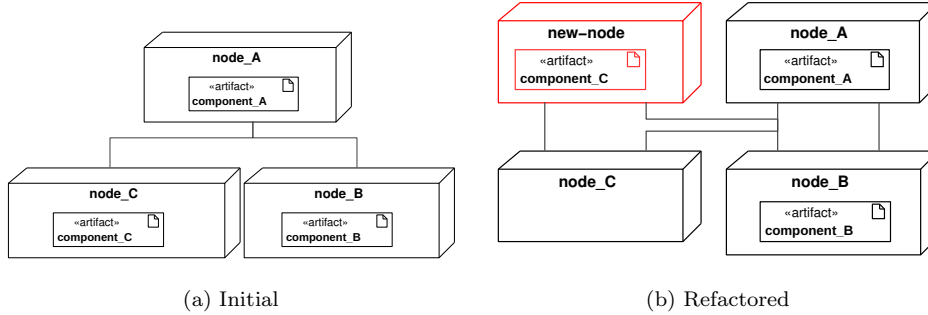 node_A
«artifact»
component_A
node_C
«artifact»
component_C
node_B
«artifact»
component_B
(a) Initial
new−node
«artifact»
component_C
node_A
«artifact»
component_A
node_C
node_B
«artifact»
component_B
(b) Refactored